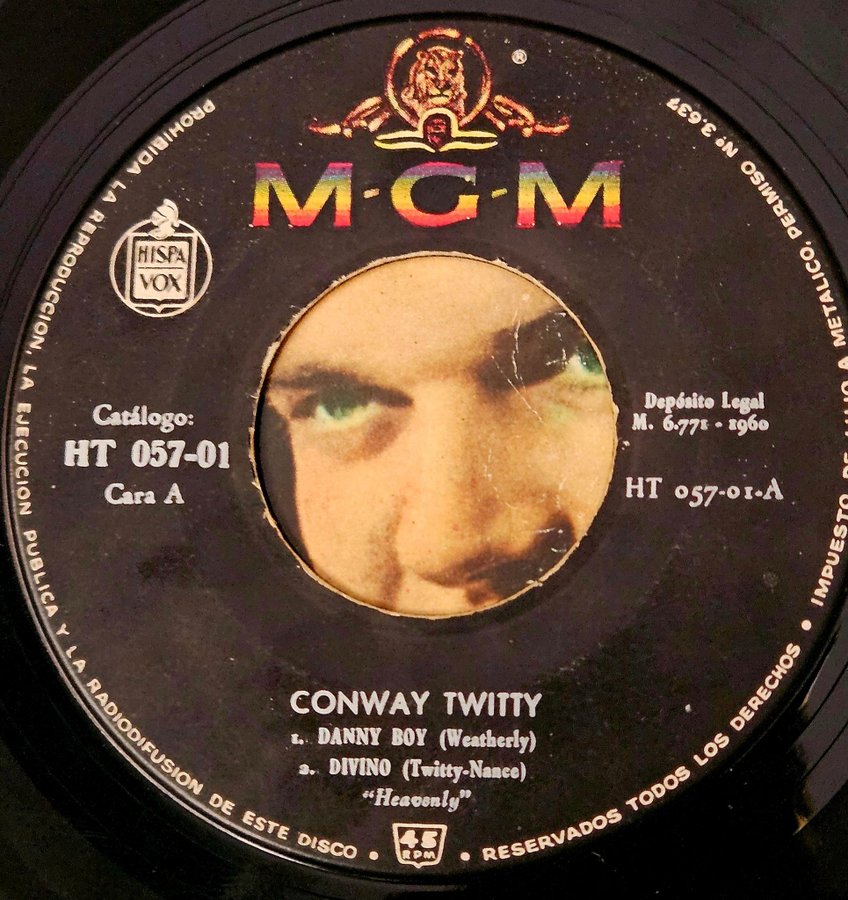 ®
M-G-M
HISPA
VOX
Catálogo:
HT 057-01
Cara A
Depósito Legal
M. 6.771 - 1960
HT 057-01-A
CONWAY TWITTY
1. DANNY BOY (Weatherly)
2. DIVINO (Twitty-Nance)
“Heavenly”
45
RPM
PROHIBIDA LA REPRODUCCION, LA EJECUCION PUBLICA Y LA RADIODIFUSION DE ESTE DISCO •
• RESERVADOS TODOS LOS DERECHOS • IMPUESTO DE LUJO A METALICO, PERMISO Nº 3.637